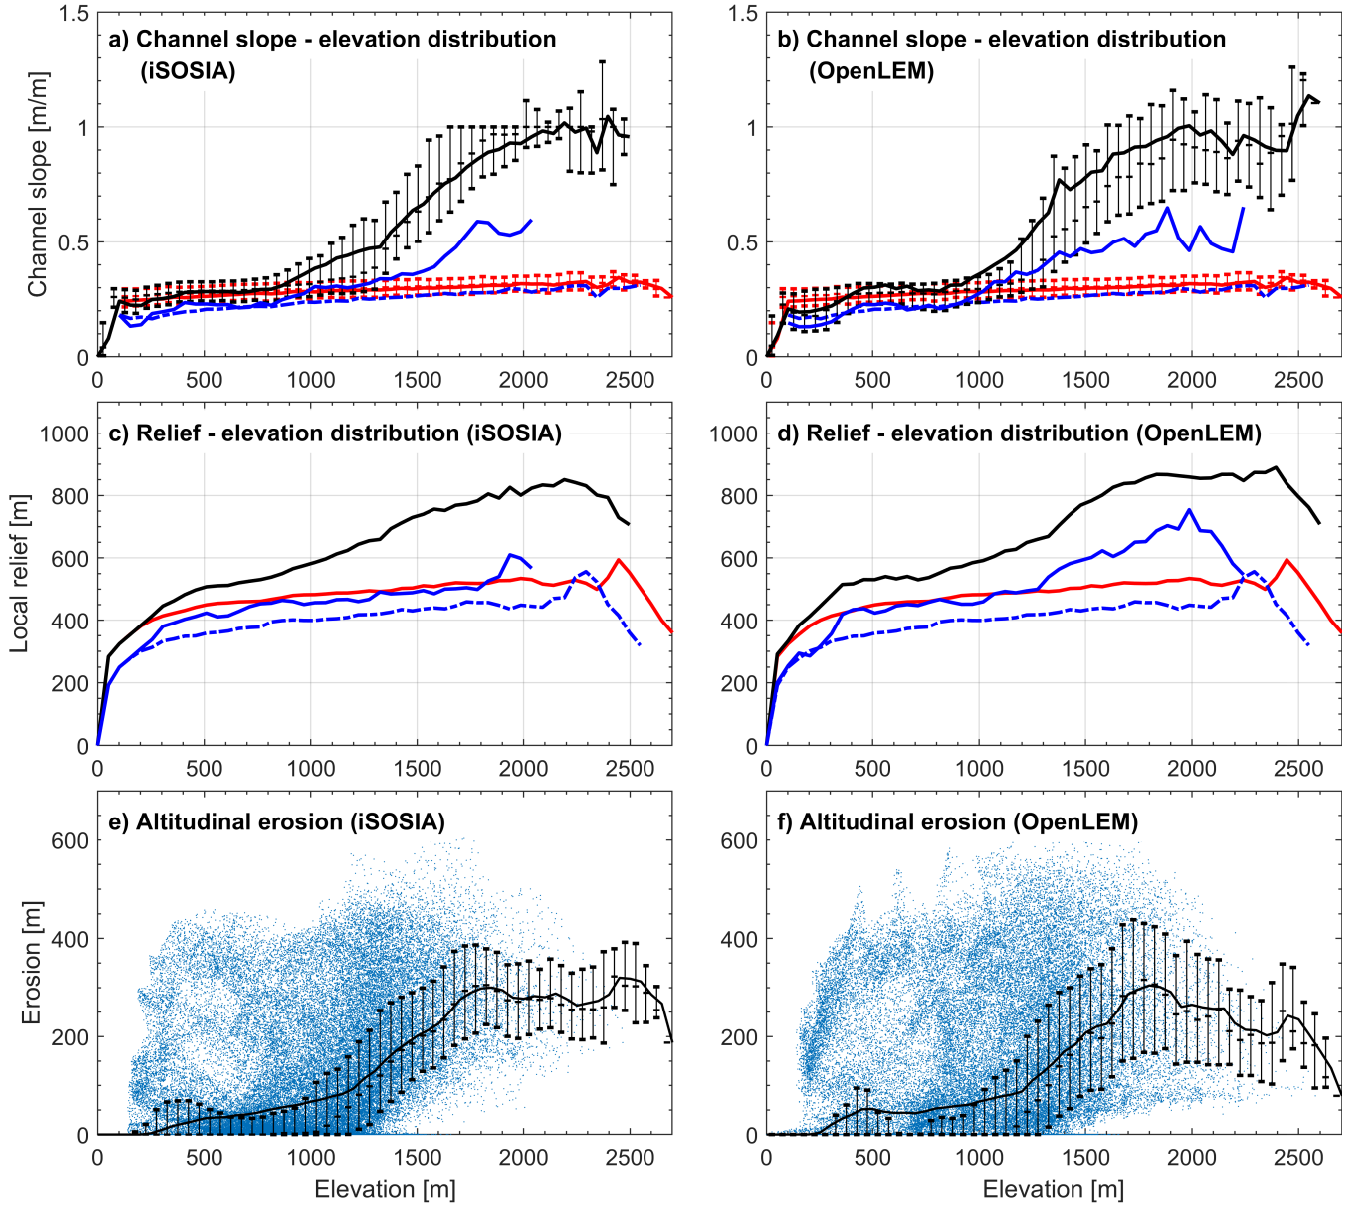 a) Channel slope - elevation distribution
(iSOSIA)
Channel slope [m/m]
1.5
1
0.5
0
0 500 1000 1500 2000 2500
b) Channel slope - elevation distribution
(OpenLEM)
1.5
1
0.5
0
0 500 1000 1500 2000 2500
c) Relief - elevation distribution (iSOSIA)
Local relief [m]
1000
800
600
400
200
0
0 500 1000 1500 2000 2500
d) Relief - elevation distribution (OpenLEM)
1000
800
600
400
200
0
0 500 1000 1500 2000 2500
e) Altitudinal erosion (iSOSIA)
Erosion [m]
600
400
200
0
0 500 1000 1500 2000 2500
Elevation [m]
f) Altitudinal erosion (OpenLEM)
600
400
200
0
0 500 1000 1500 2000 2500
Elevation [m]